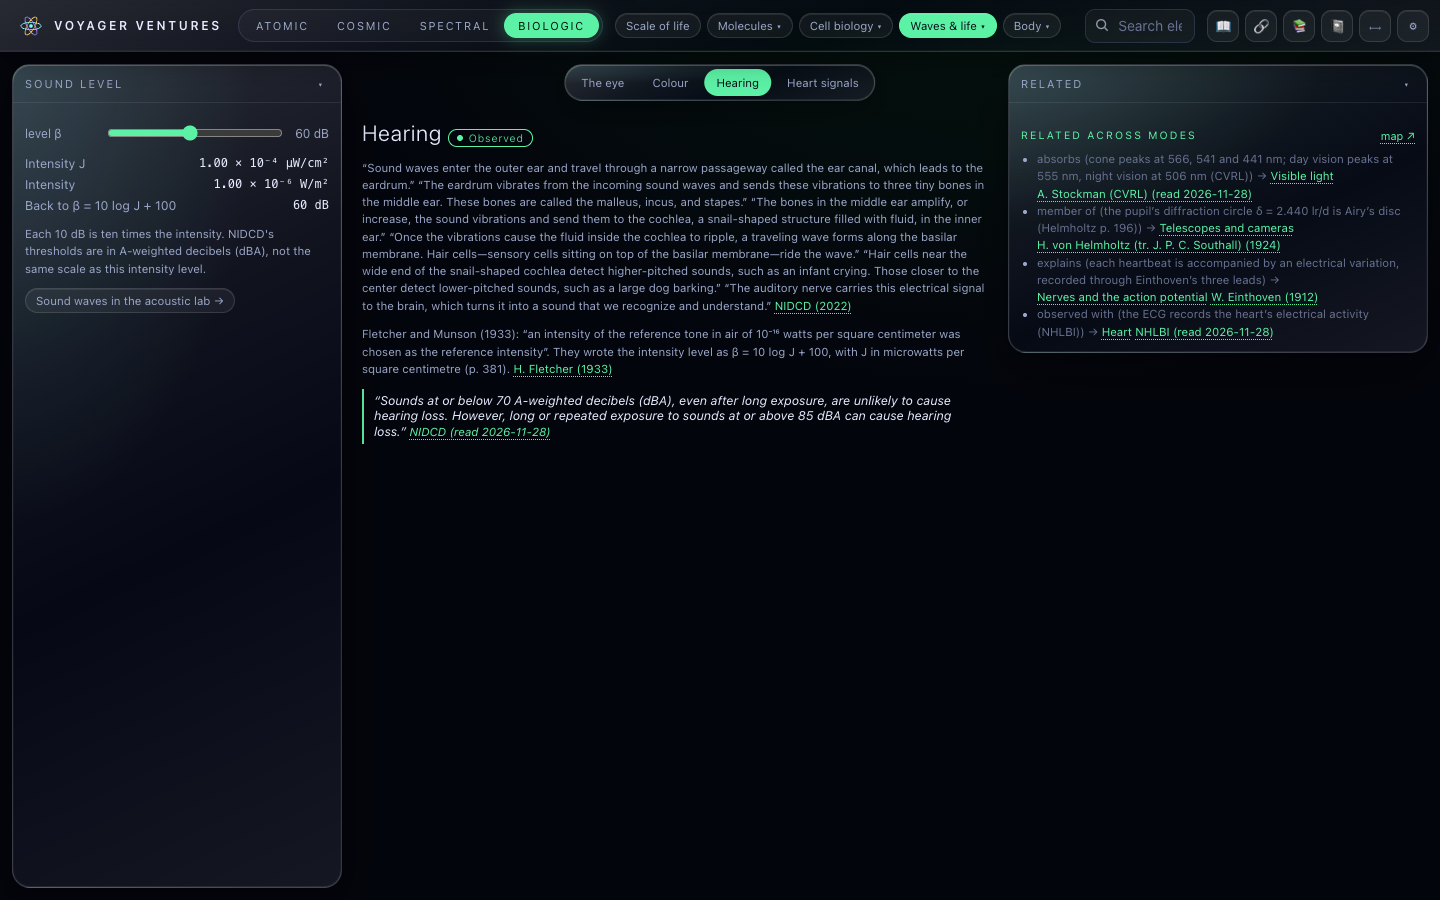 VOYAGER VENTURES
ATOMIC COSMIC SPECTRAL BIOLOGIC
Scale of life Molecules Cell biology Waves & life Body
Search ele
SOUND LEVEL
level β 60 dB
Intensity J 1.00 × 10⁻⁴ µW/cm²
Intensity 1.00 × 10⁻⁶ W/m²
Back to β = 10 log J + 100 60 dB
Each 10 dB is ten times the intensity. NIDCD's
thresholds are in A-weighted decibels (dBA), not the
same scale as this intensity level.
Sound waves in the acoustic lab →
The eye Colour Hearing Heart signals
Hearing Observed
“Sound waves enter the outer ear and travel through a narrow passageway called the ear canal, which leads to the
eardrum.” “The eardrum vibrates from the incoming sound waves and sends these vibrations to three tiny bones in
the middle ear. These bones are called the malleus, incus, and stapes.” “The bones in the middle ear amplify, or
increase, the sound vibrations and send them to the cochlea, a snail-shaped structure filled with fluid, in the inner
ear.” “Once the vibrations cause the fluid inside the cochlea to ripple, a traveling wave forms along the basilar
membrane. Hair cells—sensory cells sitting on top of the basilar membrane—ride the wave.” “Hair cells near the
wide end of the snail-shaped cochlea detect higher-pitched sounds, such as an infant crying. Those closer to the
center detect lower-pitched sounds, such as a large dog barking.” “The auditory nerve carries this electrical signal
to the brain, which turns it into a sound that we recognize and understand.” NIDCD (2022)
Fletcher and Munson (1933): “an intensity of the reference tone in air of 10⁻¹⁶ watts per square centimeter was
chosen as the reference intensity”. They wrote the intensity level as β = 10 log J + 100, with J in microwatts per
square centimetre (p. 381). H. Fletcher (1933)
“Sounds at or below 70 A-weighted decibels (dBA), even after long exposure, are unlikely to cause
hearing loss. However, long or repeated exposure to sounds at or above 85 dBA can cause hearing
loss.” NIDCD (read 2026-11-28)
RELATED
RELATED ACROSS MODES map ↗
absorbs (cone peaks at 566, 541 and 441 nm; day vision peaks at
555 nm, night vision at 506 nm (CVRL)) → Visible light
A. Stockman (CVRL) (read 2026-11-28)
member of (the pupil's diffraction circle δ = 2.440 lr/d is Airy's disc
(Helmholtz p. 196)) → Telescopes and cameras
H. von Helmholtz (tr. J. P. C. Southall) (1924)
explains (each heartbeat is accompanied by an electrical variation,
recorded through Einthoven's three leads) →
Nerves and the action potential W. Einthoven (1912)
observed with (the ECG records the heart's electrical activity
(NHLBI)) → Heart NHLBI (read 2026-11-28)